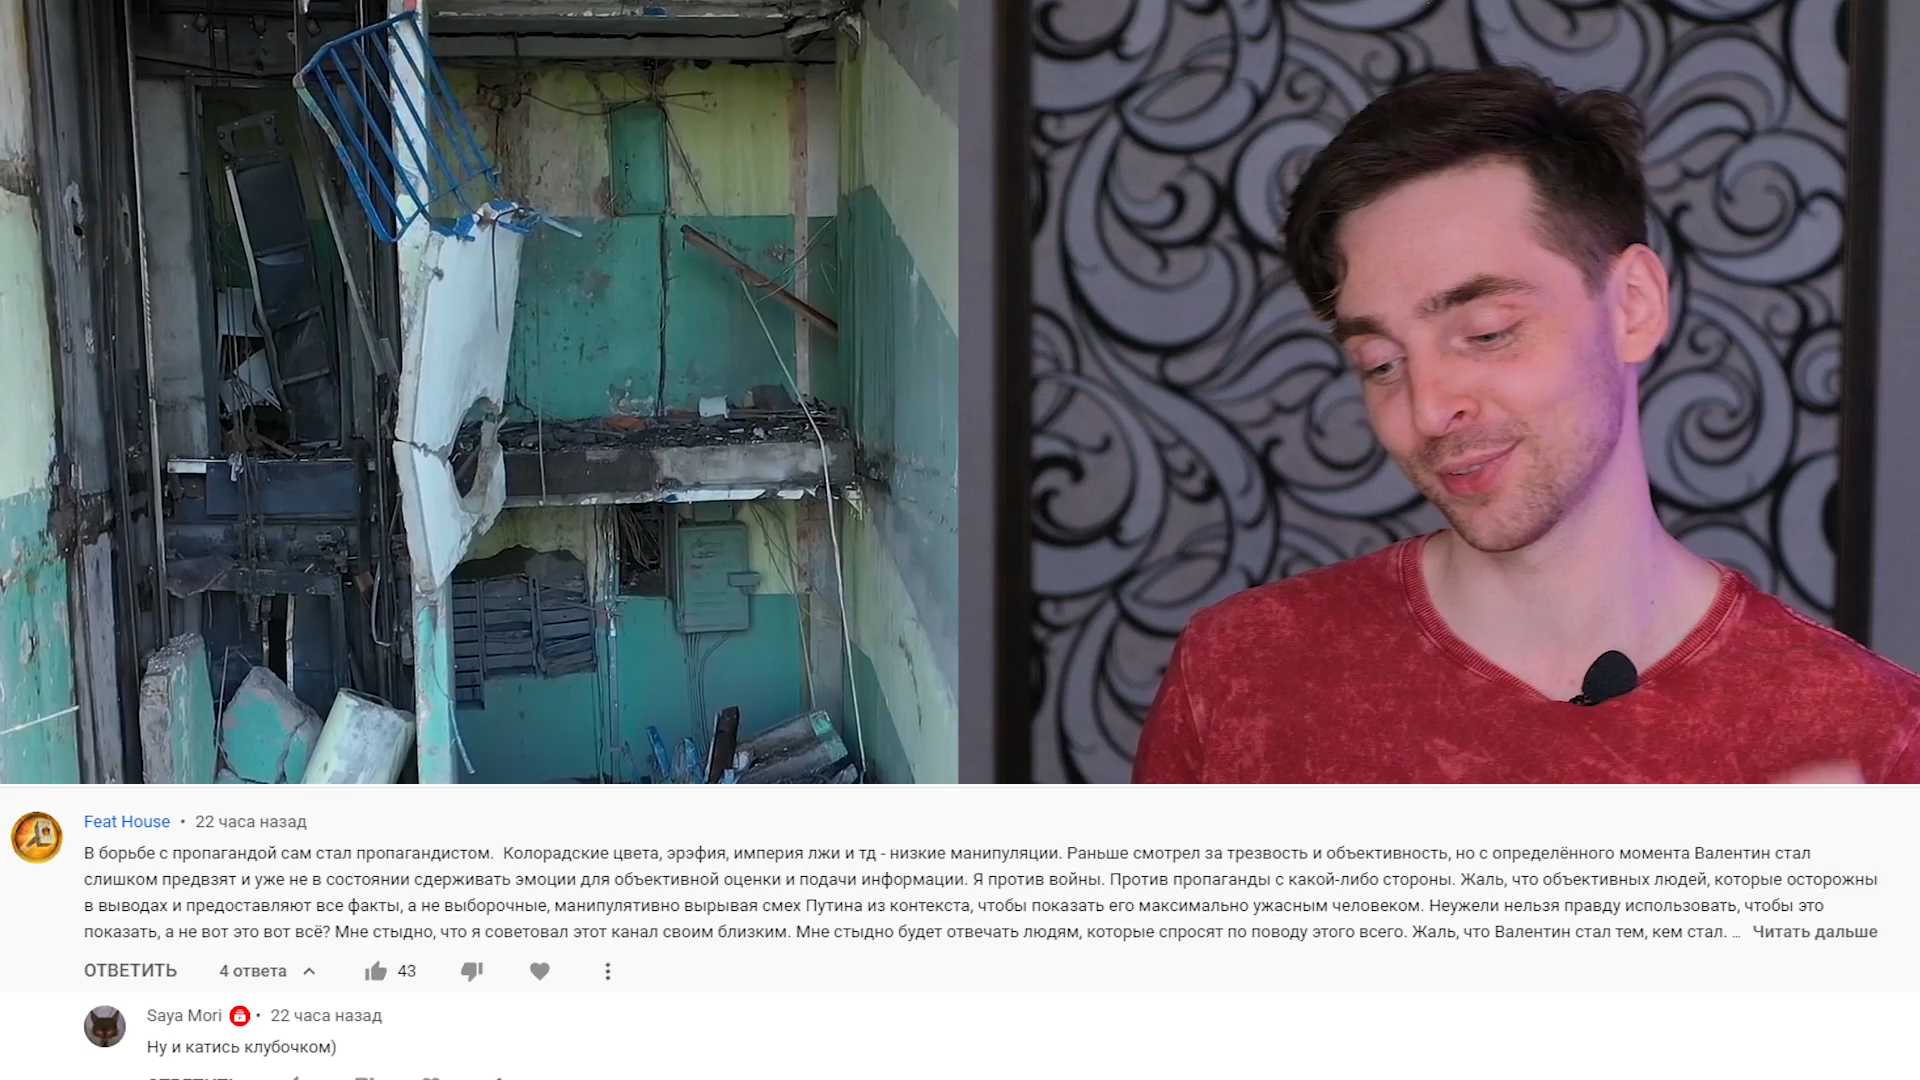 Feat House • 22 часа назад
В борьбе с пропагандой сам стал пропагандистом. Колорадские цвета, эрэфия, империя лжи и тд - низкие манипуляции. Раньше смотрел за трезвость и объективность, но с определённого момента Валентин стал
слишком предвзят и уже не в состоянии сдерживать эмоции для объективной оценки и подачи информации. Я против войны. Против пропаганды с какой-либо стороны. Жаль, что объективных людей, которые осторожны
в выводах и предоставляют все факты, а не выборочные, манипулятивно вырывая смех Путина из контекста, чтобы показать его максимально ужасным человеком. Неужели нельзя правду использовать, чтобы это
показать, а не вот это вот всё? Мне стыдно, что я советовал этот канал своим близким. Мне стыдно будет отвечать людям, которые спросят по поводу этого всего. Жаль, что Валентин стал тем, кем стал. ... Читать дальше
ОТВЕТИТЬ 4 ответа 43
Saya Mori • 22 часа назад
Ну и катись клубочком)
ОТВЕТИТЬ